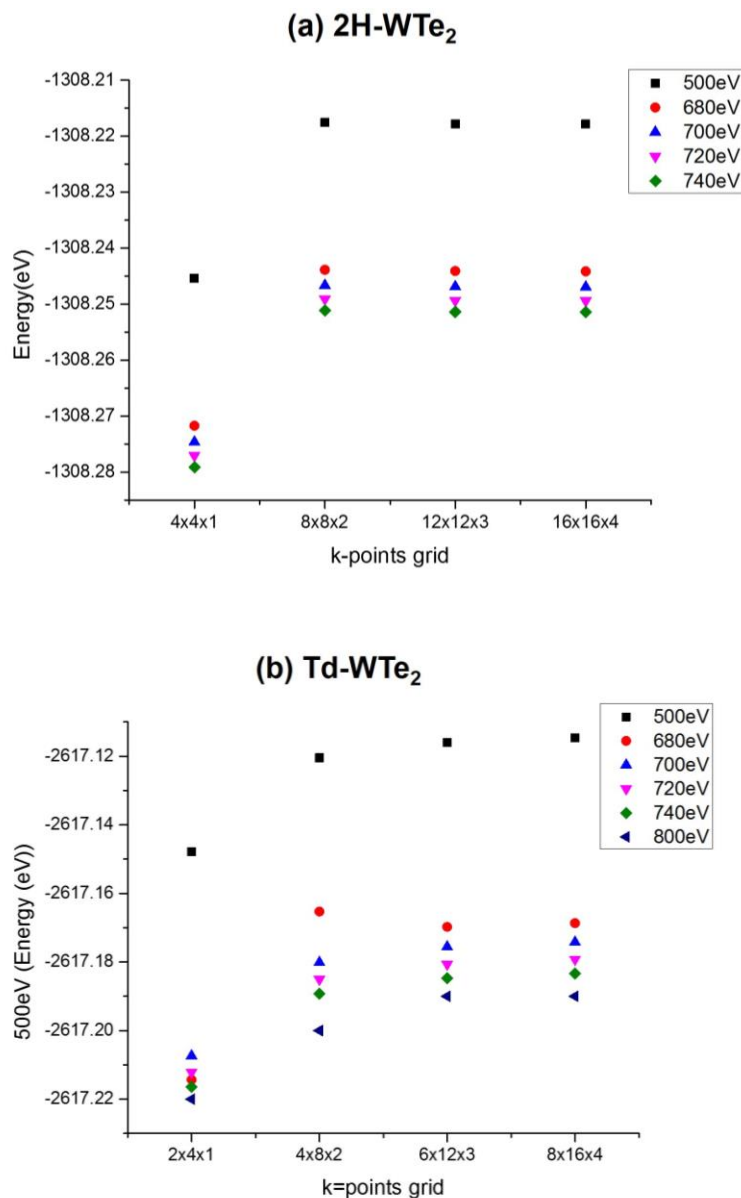 (a) 2H-WTe₂
-1308.21
-1308.22
-1308.23
-1308.24
-1308.25
-1308.26
-1308.27
-1308.28
Energy(eV)
4x4x1 8x8x2 12x12x3 16x16x4
k-points grid
500eV
680eV
700eV
720eV
740eV
(b) Td-WTe₂
-2617.12
-2617.14
-2617.16
-2617.18
-2617.20
-2617.22
500eV (Energy (eV))
2x4x1 4x8x2 6x12x3 8x16x4
k=points grid
500eV
680eV
700eV
720eV
740eV
800eV